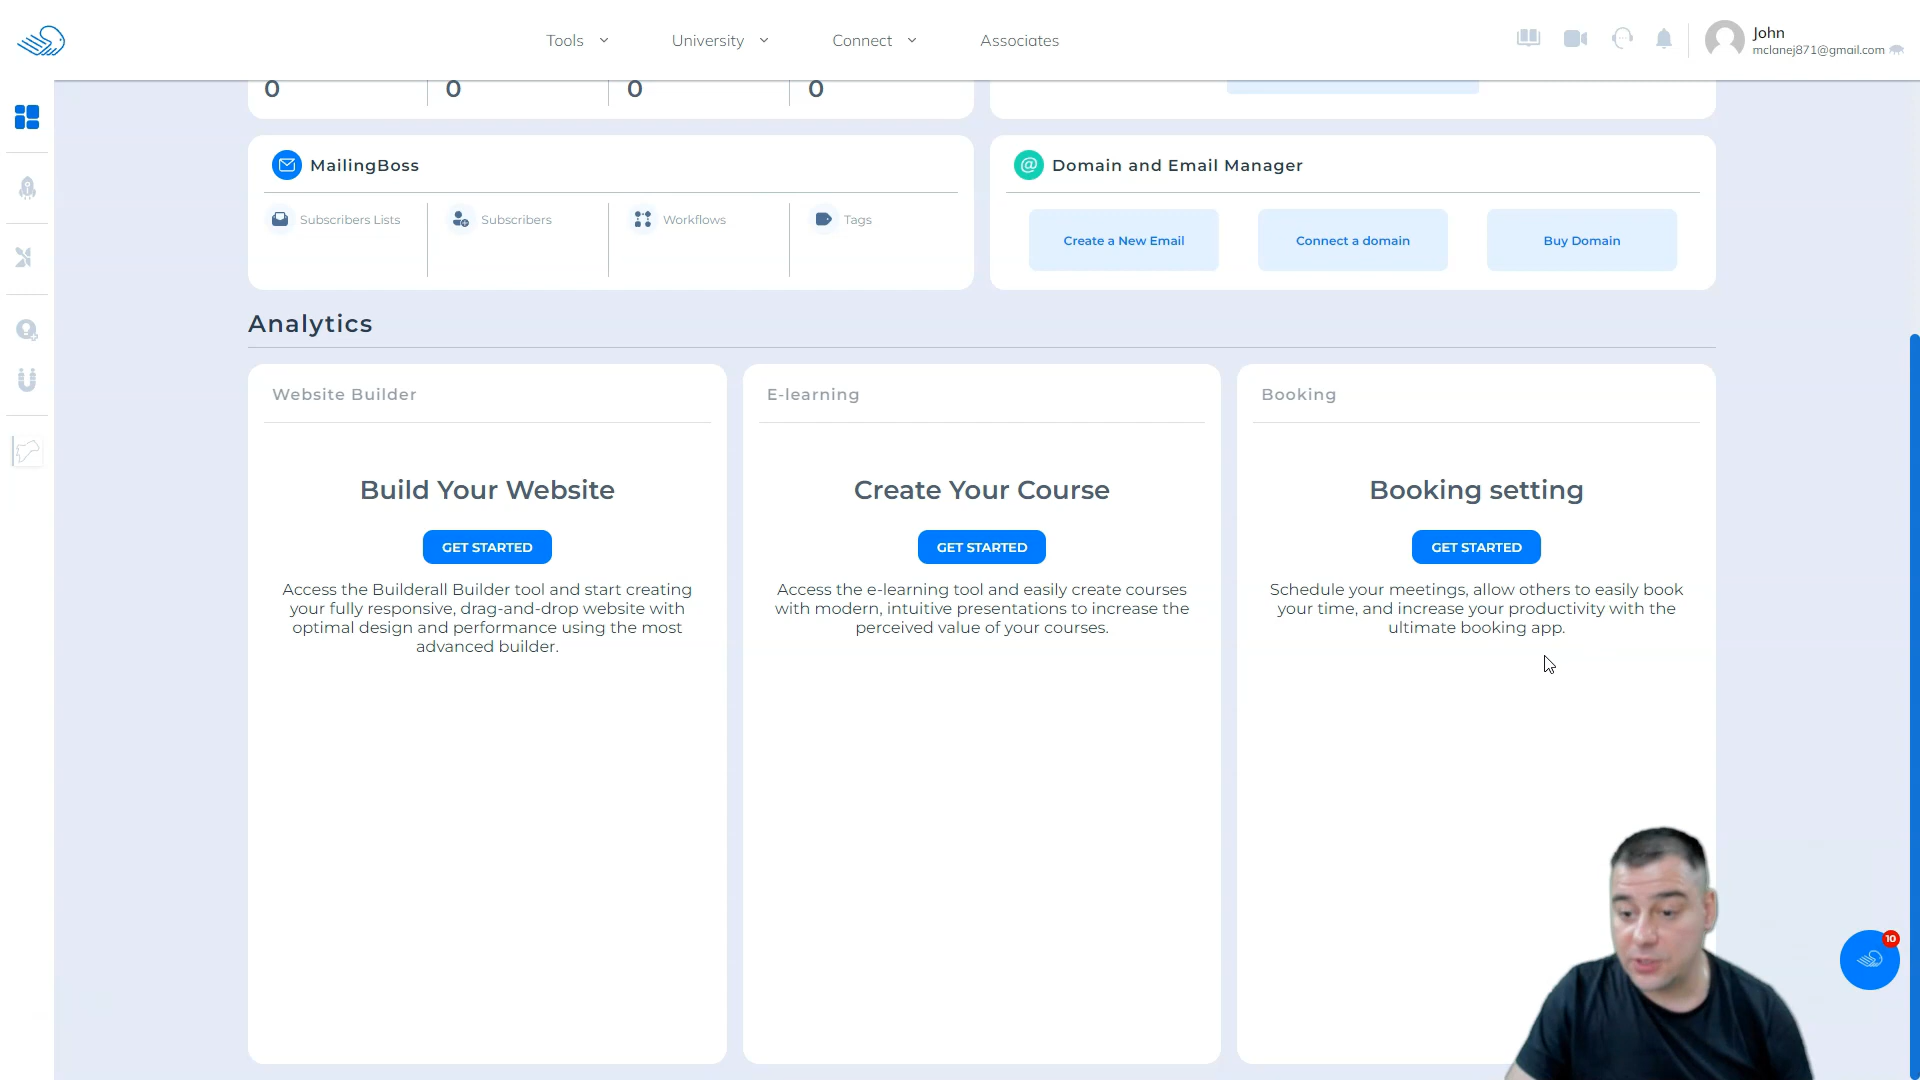 Tools
University
Connect
Associates
John
mclanej871@gmail.com
0
0
0
0
MailingBoss
Subscribers Lists
Subscribers
Workflows
Tags
Domain and Email Manager
Create a New Email
Connect a domain
Buy Domain
Analytics
Website Builder
Build Your Website
GET STARTED
Access the Builderall Builder tool and start creating
your fully responsive, drag-and-drop website with
optimal design and performance using the most
advanced builder.
E-learning
Create Your Course
GET STARTED
Access the e-learning tool and easily create courses
with modern, intuitive presentations to increase the
perceived value of your courses.
Booking
Booking setting
GET STARTED
Schedule your meetings, allow others to easily book
your time, and increase your productivity with the
ultimate booking app.
10